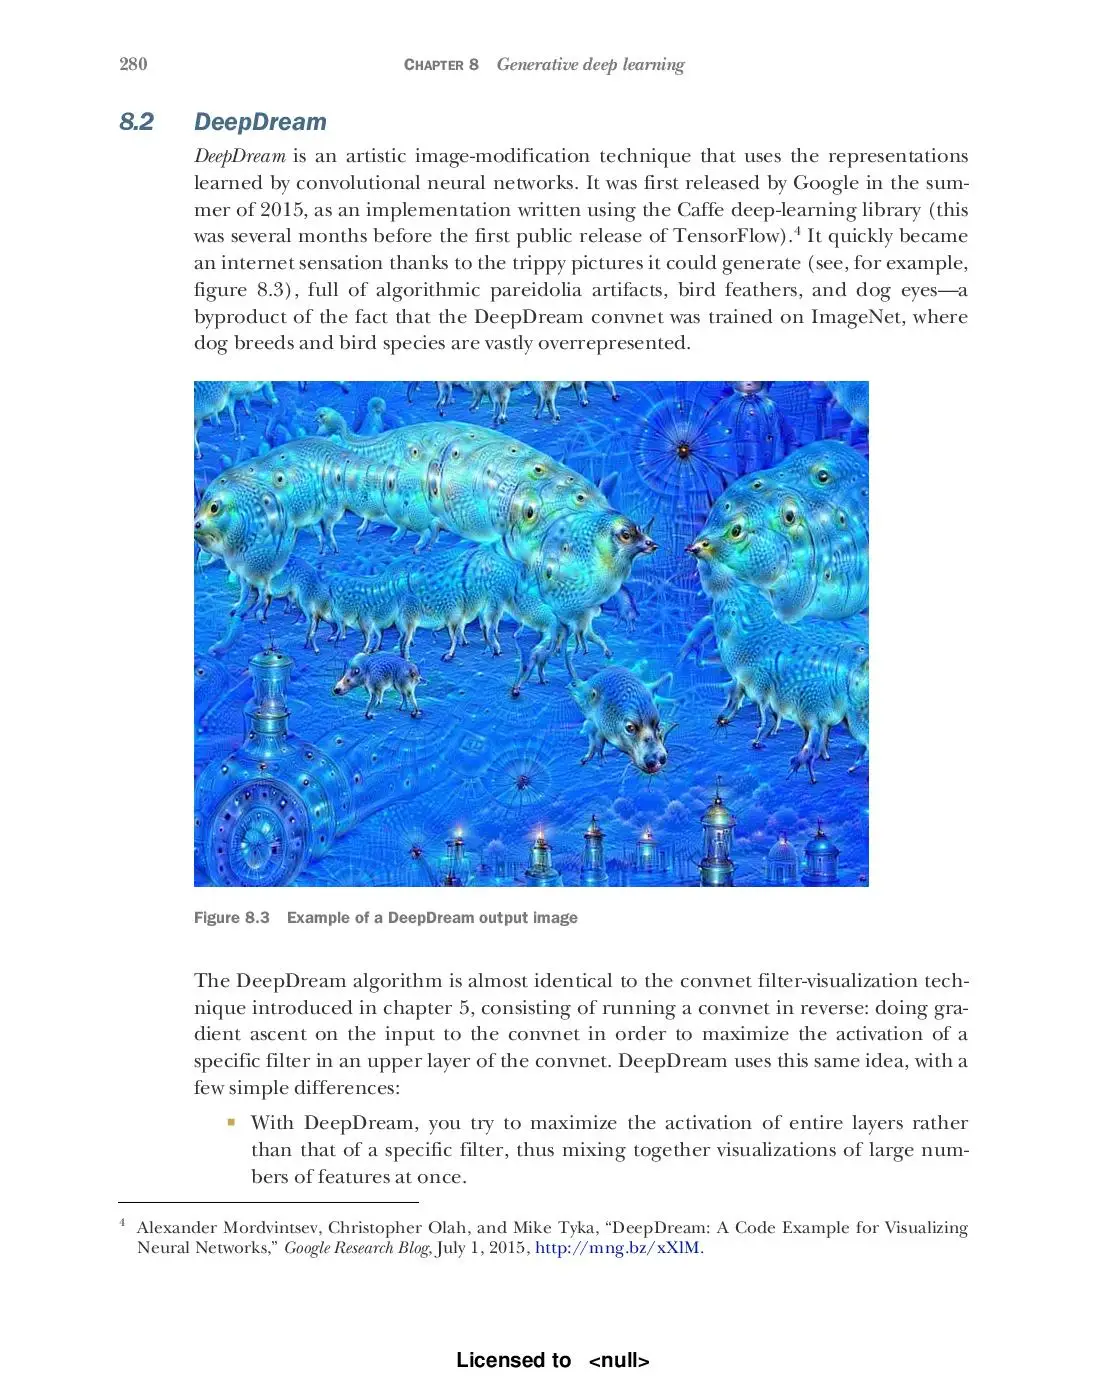 280
CHAPTER 8 Generative deep learning
8.2 DeepDream
DeepDream is an artistic image-modification technique that uses the representations
learned by convolutional neural networks. It was first released by Google in the sum-
mer of 2015, as an implementation written using the Caffe deep-learning library (this
was several months before the first public release of TensorFlow).4 It quickly became
an internet sensation thanks to the trippy pictures it could generate (see, for example,
figure 8.3), full of algorithmic pareidolia artifacts, bird feathers, and dog eyes—a
byproduct of the fact that the DeepDream convnet was trained on ImageNet, where
dog breeds and bird species are vastly overrepresented.
Figure 8.3 Example of a DeepDream output image
The DeepDream algorithm is almost identical to the convnet filter-visualization tech-
nique introduced in chapter 5, consisting of running a convnet in reverse: doing gra-
dient ascent on the input to the convnet in order to maximize the activation of a
specific filter in an upper layer of the convnet. DeepDream uses this same idea, with a
few simple differences:
■ With DeepDream, you try to maximize the activation of entire layers rather
than that of a specific filter, thus mixing together visualizations of large num-
bers of features at once.
4 Alexander Mordvintsev, Christopher Olah, and Mike Tyka, “DeepDream: A Code Example for Visualizing
Neural Networks,” Google Research Blog, July 1, 2015, http://mng.bz/xXlM.
Licensed to <null>